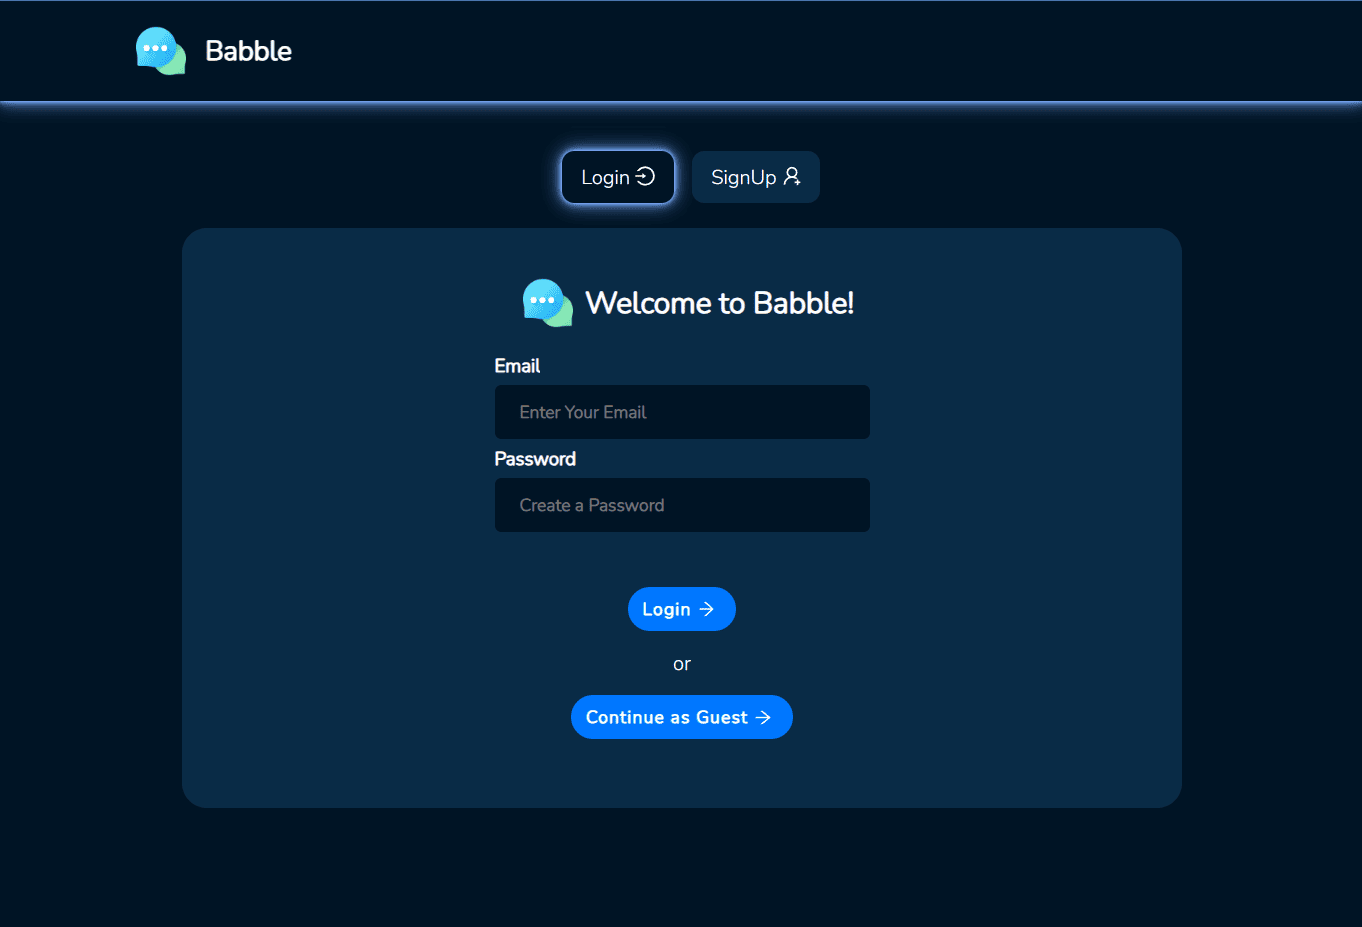 Babble
Login
SignUp
Welcome to Babble!
Email
Enter Your Email
Password
Create a Password
Login
or
Continue as Guest